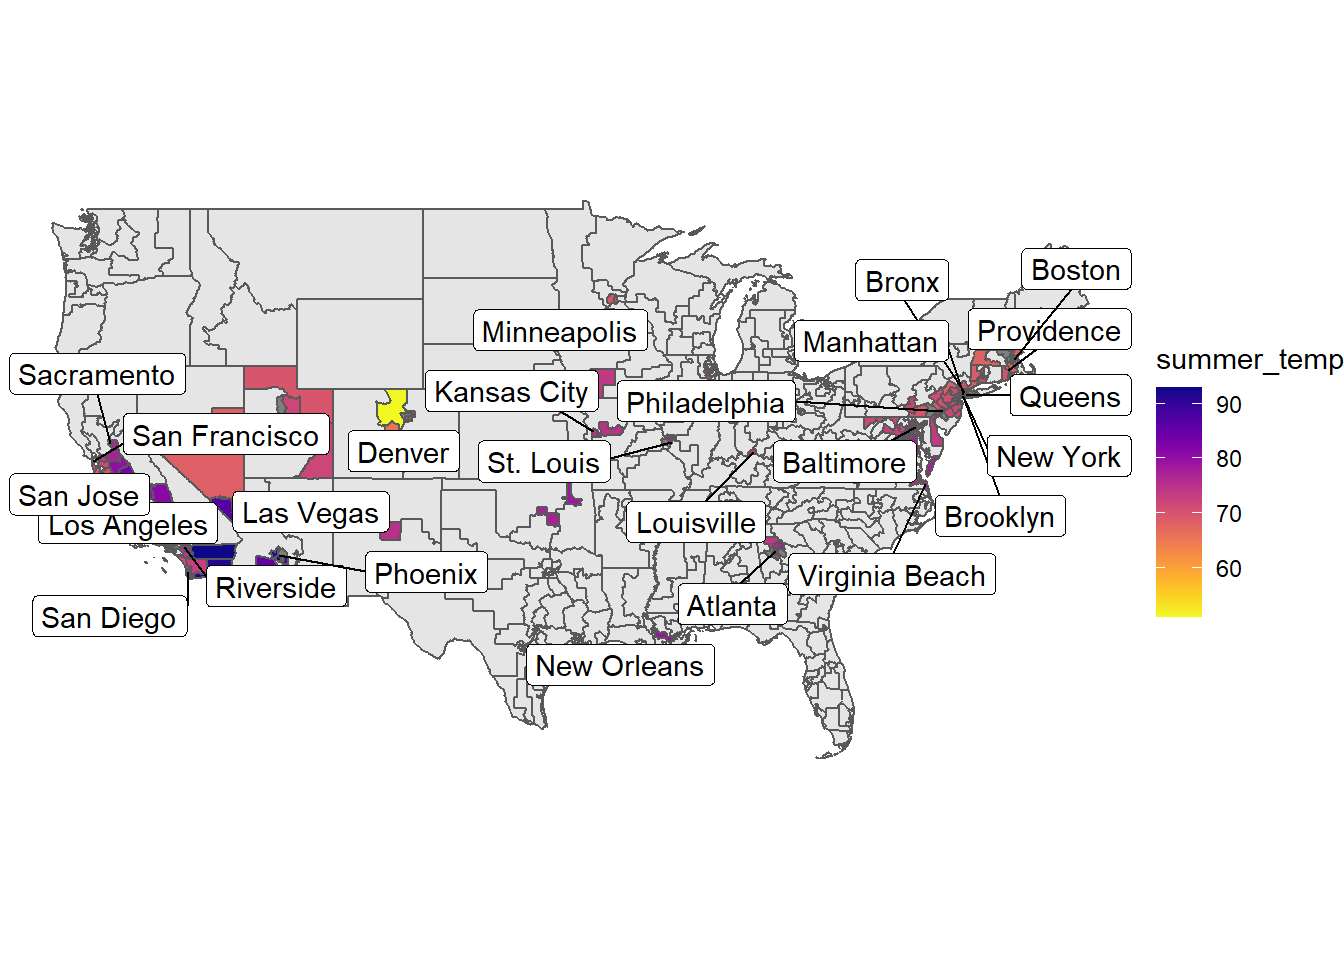 Boston
Bronx
Minneapolis
Manhattan
Providence
summer_temp
Sacramento
Kansas City
Philadelphia
Queens
90
San Francisco
Denver
St. Louis
Baltimore
New York
80
San Jose
Los Angeles
Las Vegas
Louisville
Brooklyn
70
Riverside
Phoenix
Virginia Beach
60
San Diego
Atlanta
New Orleans